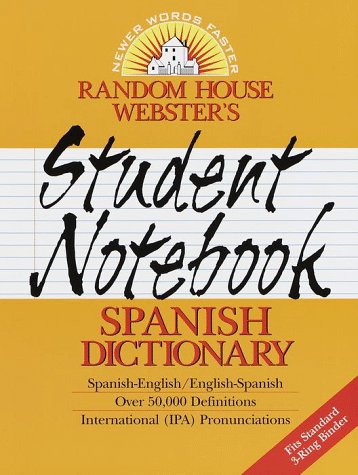 NEWER WORDS FASTER
RANDOM HOUSE
WEBSTER'S
Student
Notebook
SPANISH
DICTIONARY
Spanish-English/English-Spanish
Over 50,000 Definitions
International (IPA) Pronunciations
Fits Standard
3-Ring Binder